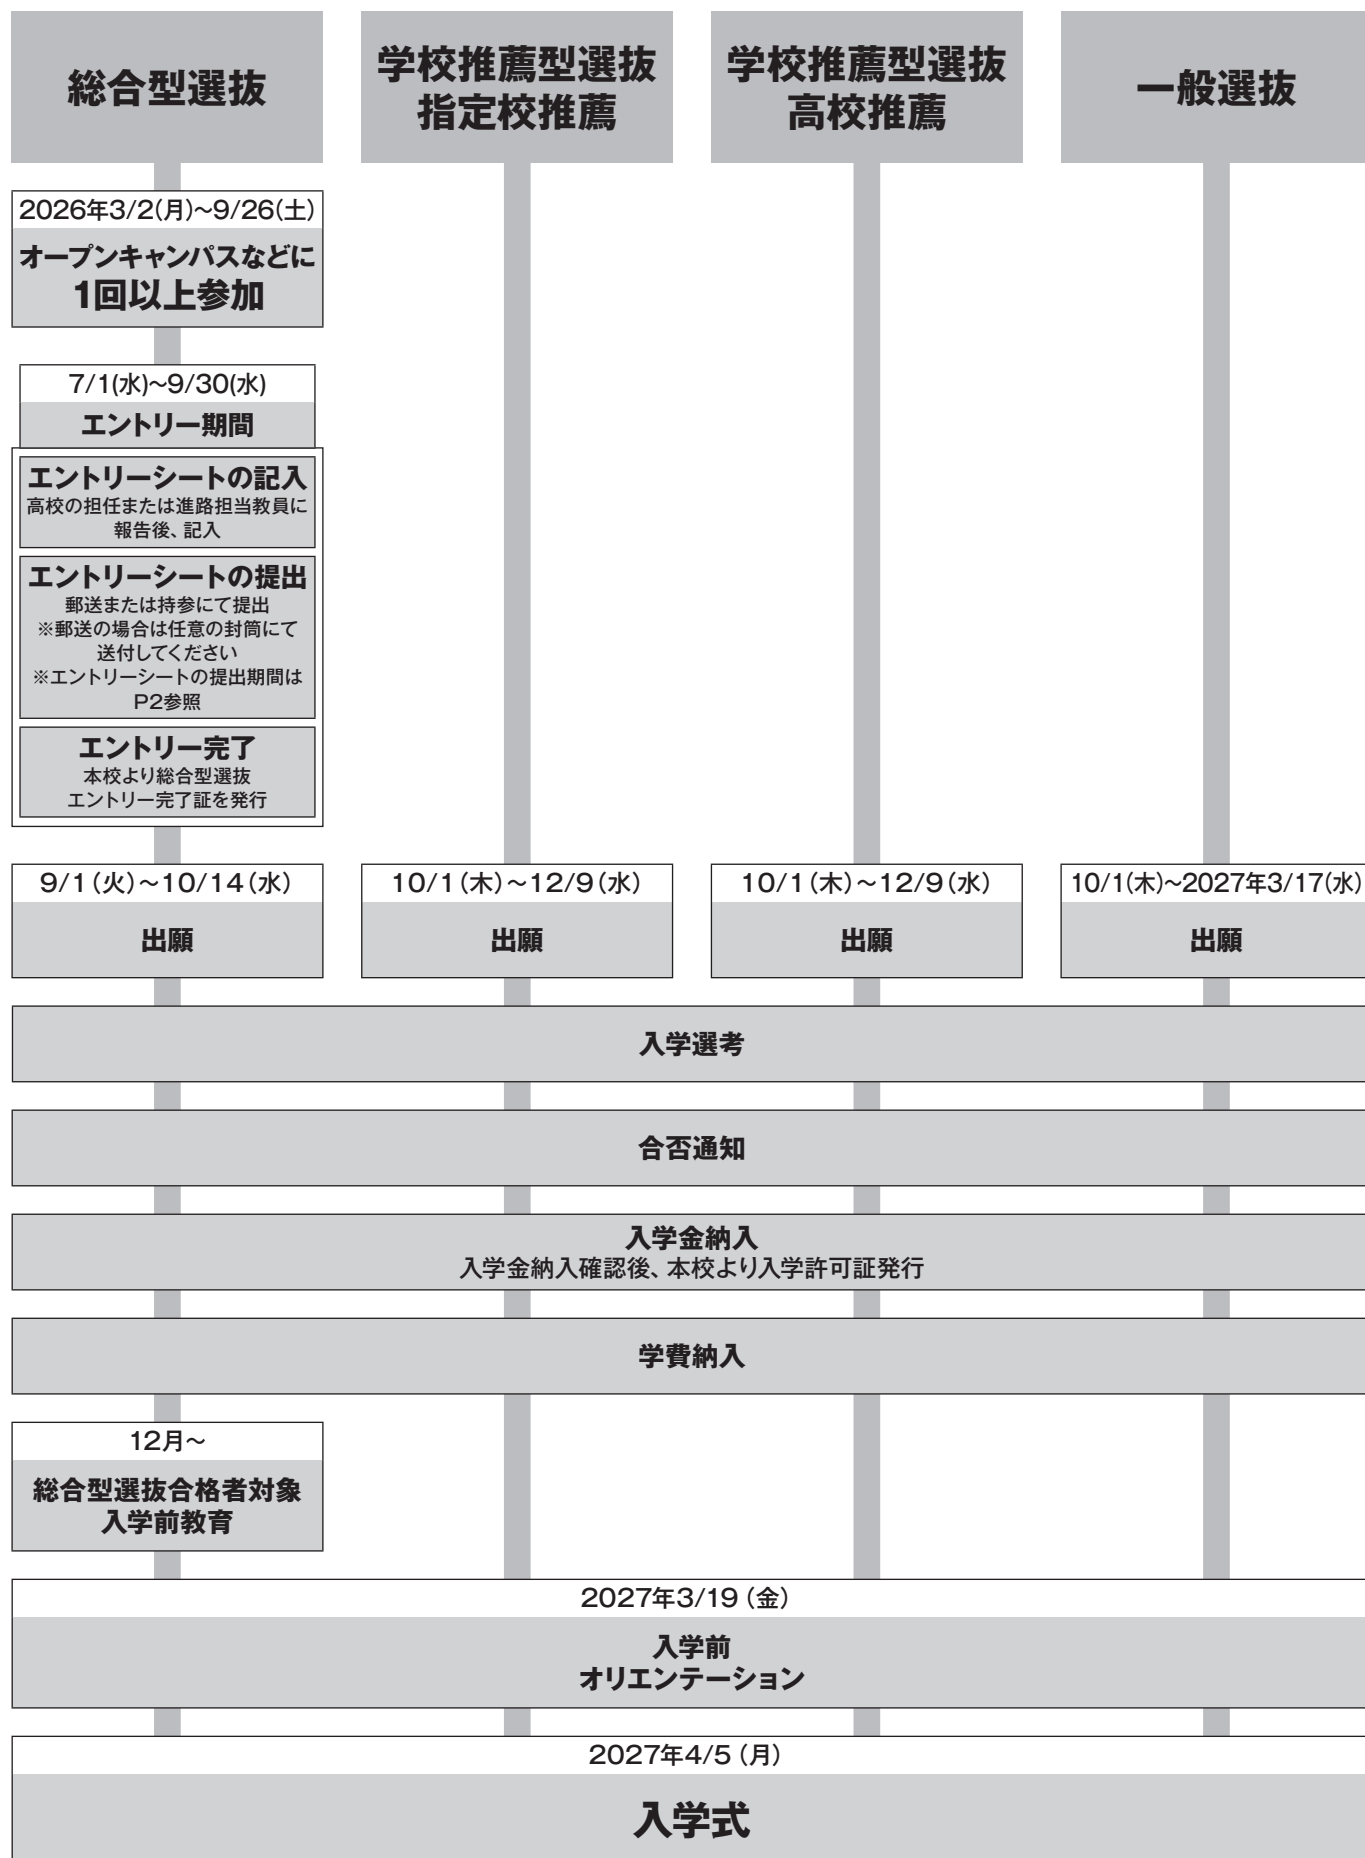 総合型選抜
学校推薦型選抜
指定校推薦
学校推薦型選抜
高校推薦
一般選抜
2026年3/2(月)~9/26(土)
オープンキャンパスなどに
1回以上参加
7/1(水)~9/30(水)
エントリー期間
エントリーシートの記入
高校の担任または進路担当教員に
報告後、記入
エントリーシートの提出
郵送または持参にて提出
※郵送の場合は任意の封筒にて
送付してください
※エントリーシートの提出期間は
P2参照
エントリー完了
本校より総合型選抜
エントリー完了証を発行
9/1(火)~10/14(水)
出願
10/1(木)~12/9(水)
出願
10/1(木)~12/9(水)
出願
10/1(木)~2027年3/17(水)
出願
入学選考
合否通知
入学金納入
入学金納入確認後、本校より入学許可証発行
学費納入
12月~
総合型選抜合格者対象
入学前教育
2027年3/19(金)
入学前
オリエンテーション
2027年4/5(月)
入学式